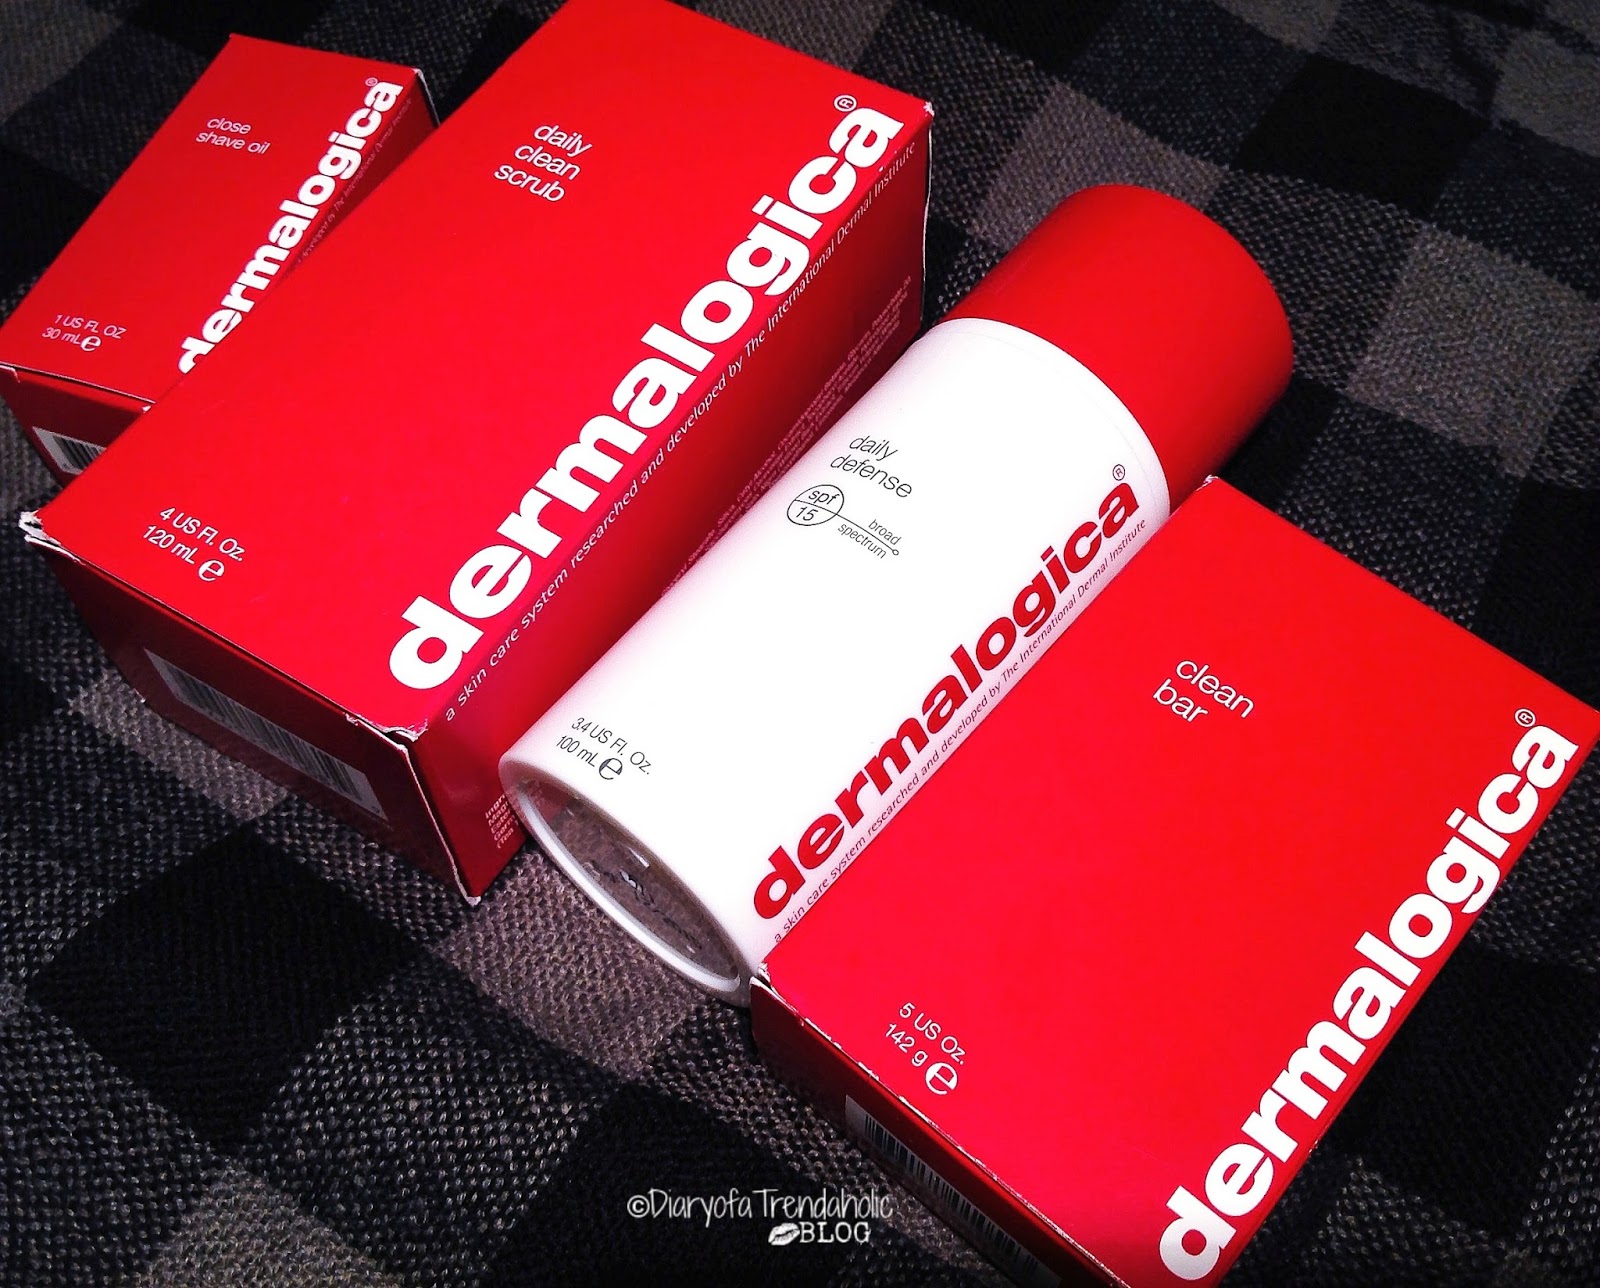 close
shave oil
dermalogica®
1 US FL OZ
30 mL ℮
daily
clean
scrub
dermalogica®
a skin care system researched and developed by The International Dermal Institute
4 US Fl. Oz.
120 mL ℮
daily
defense
spf
15
broad
spectrum
dermalogica®
a skin care system researched and developed by The International Dermal Institute
3.4 US Fl. Oz.
100 mL ℮
clean
bar
dermalogica®
5 US Oz.
142 g ℮
©DiaryofaTrendaholic
BLOG